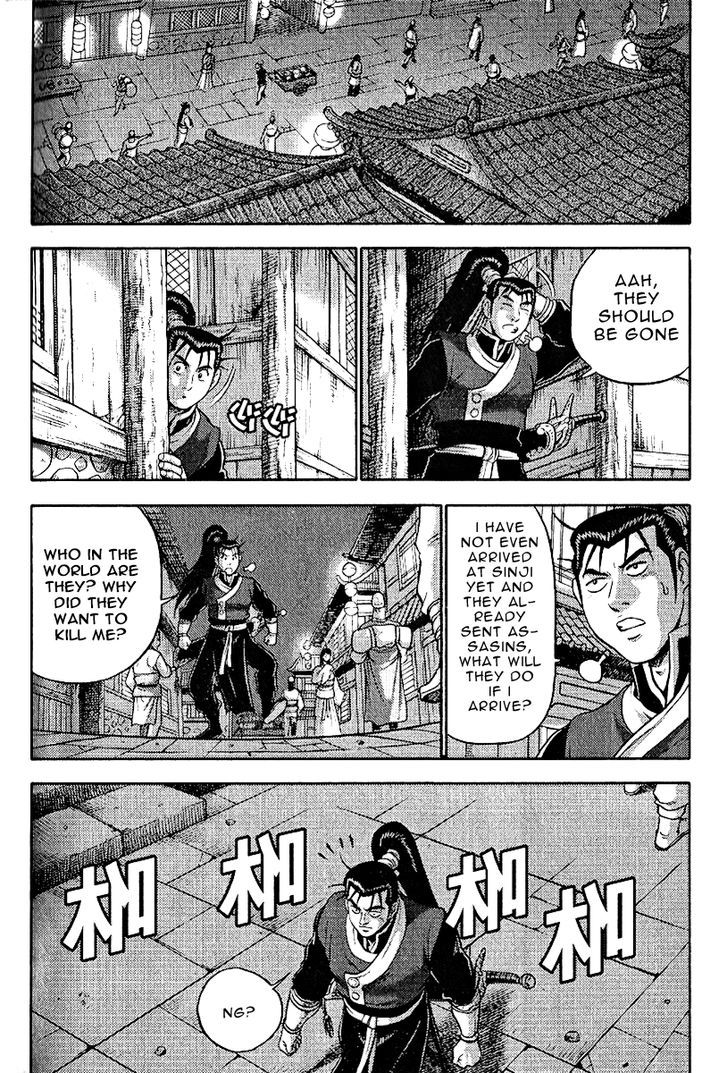 AAH,
THEY
SHOULD
BE GONE
WHO IN THE
WORLD ARE
THEY? WHY
DID THEY
WANT TO
KILL ME?
I HAVE
NOT EVEN
ARRIVED
AT SINJI
YET AND
THEY AL-
READY
SENT AS-
SASINS,
WHAT WILL
THEY DO
IF I
ARRIVE?
NG?